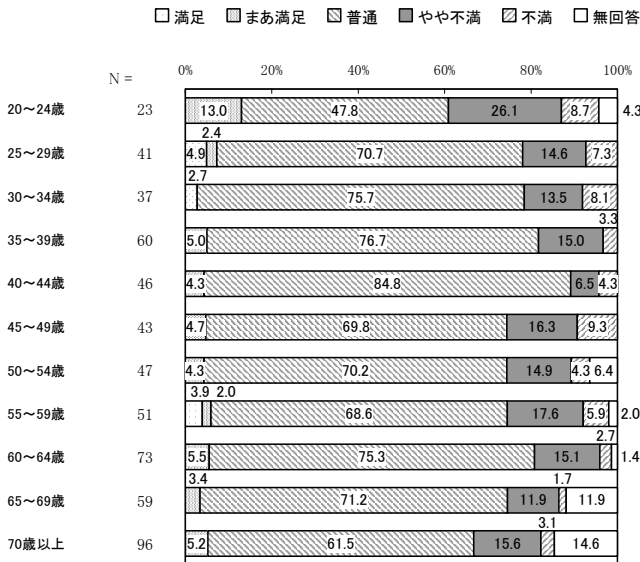 満足 まあ満足 普通 やや不満 不満 無回答
N =
0% 20% 40% 60% 80% 100%
20～24歳 23 13.0 47.8 26.1 8.7 4.3
2.4
25～29歳 41 4.9 70.7 14.6 7.3
2.7
30～34歳 37 75.7 13.5 8.1
3.3
35～39歳 60 5.0 76.7 15.0
40～44歳 46 4.3 84.8 6.5 4.3
45～49歳 43 4.7 69.8 16.3 9.3
50～54歳 47 4.3 70.2 14.9 4.3 6.4
3.9 2.0
55～59歳 51 68.6 17.6 5.9 2.0
2.7
60～64歳 73 5.5 75.3 15.1 1.4
3.4 1.7
65～69歳 59 71.2 11.9 11.9
3.1
70歳以上 96 5.2 61.5 15.6 14.6